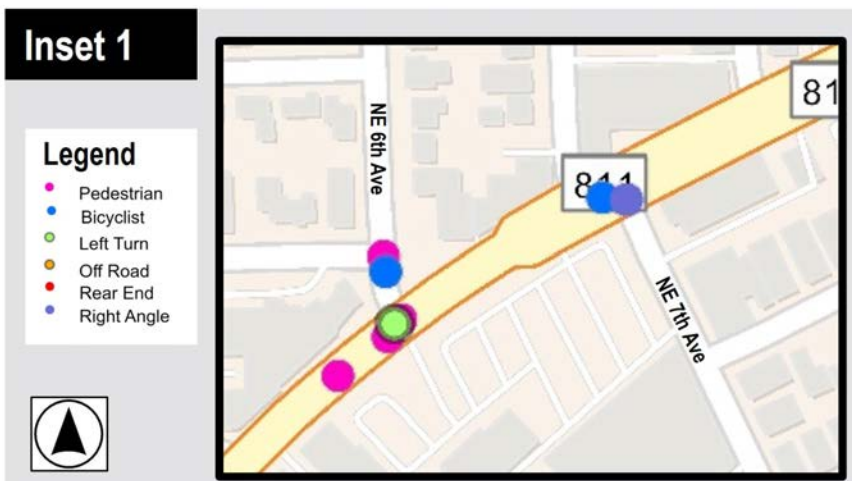 Inset 1
Legend
Pedestrian
Bicyclist
Left Turn
Off Road
Rear End
Right Angle
NE 6th Ave
811
81
NE 7th Ave